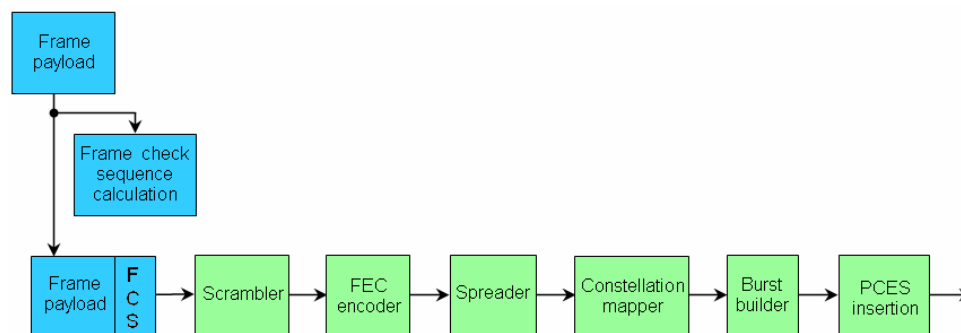 Frame
payload
Frame check
sequence
calculation
Frame
payload
F
C
S
Scrambler
FEC
encoder
Spreader
Constellation
mapper
Burst
builder
PCES
insertion